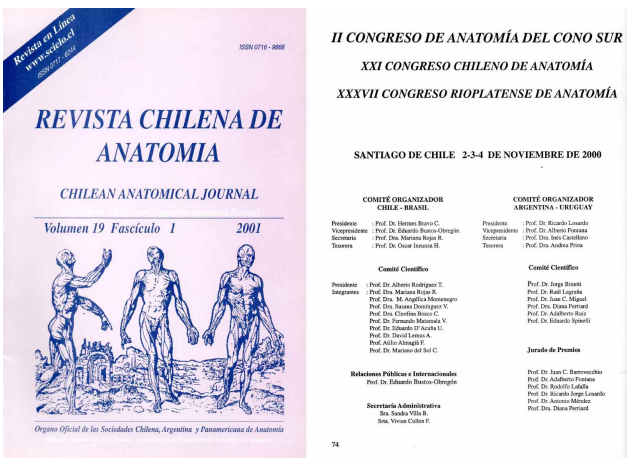 Revista en Línea
www.scielo.cl
ISSN 0717 - 6244
ISSN 0716 - 9868
REVISTA CHILENA DE
ANATOMIA
CHILEAN ANATOMICAL JOURNAL
Volumen 19 Fascículo 1 2001
Organo Oficial de las Sociedades Chilena, Argentina y Panamericana de Anatomía
II CONGRESO DE ANATOMÍA DEL CONO SUR
XXI CONGRESO CHILENO DE ANATOMÍA
XXXVII CONGRESO RIOPLATENSE DE ANATOMÍA
SANTIAGO DE CHILE 2-3-4 DE NOVIEMBRE DE 2000
COMITÉ ORGANIZADOR
CHILE - BRASIL
Presidente : Prof. Dr. Hermes Bravo C.
Vicepresidente : Prof. Dr. Eduardo Bustos-Obregón
Secretaria : Prof. Dra. Mariana Rojas R.
Tesorera : Prof. Dr. Oscar Inzunza H.
Comité Científico
Presidente : Prof. Dr. Alberto Rodríguez T.
Integrantes : Prof. Dra. Mariana Rojas R.
Prof. Dra. M. Angélica Montenegro
Prof. Dra. Susana Domínguez V.
Prof. Dra. Cleofina Bosco C.
Prof. Dr. Fernando Matamala V.
Prof. Dr. Eduardo D'Acuña U.
Prof. Dr. David Lemus A.
Prof. Atilio Almagià F.
Prof. Dr. Mariano del Sol C.
Relaciones Públicas e Internacionales
Prof. Dr. Eduardo Bustos-Obregón
Secretaría Administrativa
Sra. Sandra Villa B.
Srta. Vivian Cullen F.
74
COMITÉ ORGANIZADOR
ARGENTINA - URUGUAY
Presidente : Prof. Dr. Ricardo Losardo
Vicepresidente : Prof. Dr. Alberto Fontana
Secretaria : Prof. Dra. Inés Castellano
Tesorera : Prof. Dra. Andrea Prina
Comité Científico
Prof. Dr. Jorge Binotti
Prof. Dr. Raúl Lagraña
Prof. Dr. Juan C. Miguel
Prof. Dra. Diana Perriard
Prof. Dr. Adalberto Ruiz
Prof. Dr. Eduardo Spinelli
Jurado de Premios
Prof. Dr. Juan C. Barrovecchio
Prof. Dr. Adalberto Fontana
Prof. Dr. Rodolfo Lafalla
Prof. Dr. Ricardo Jorge Losardo
Prof. Dr. Antonio Méndez
Prof. Dra. Diana Perriard